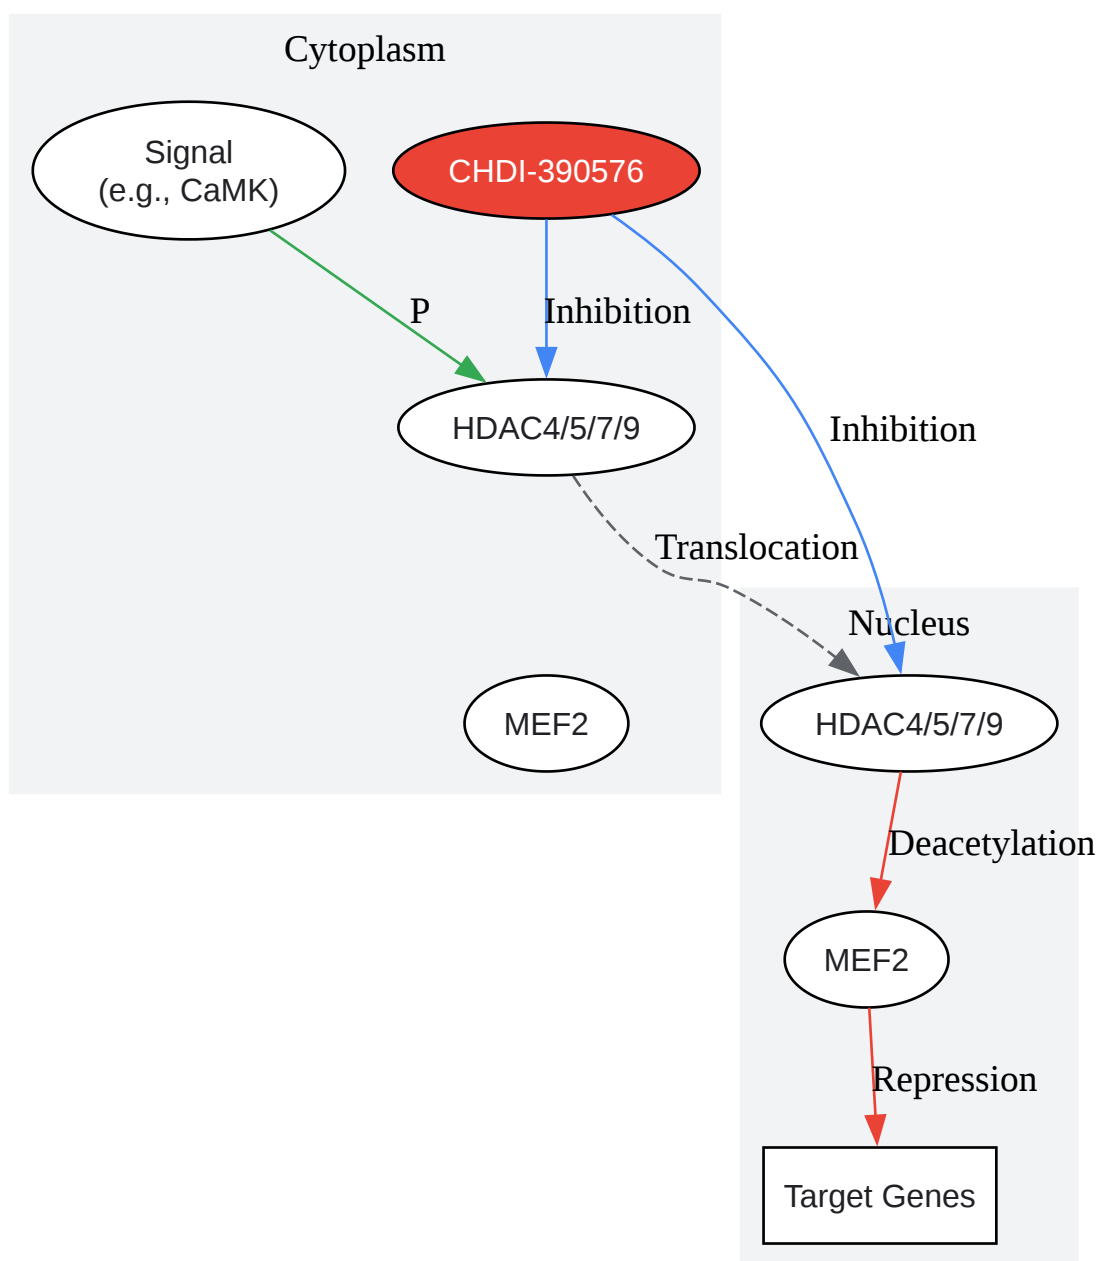 Cytoplasm
Signal
(e.g., CaMK)
CHDI-390576
P
Inhibition
HDAC4/5/7/9
Inhibition
Translocation
Nucleus
MEF2
HDAC4/5/7/9
Deacetylation
MEF2
Repression
Target Genes